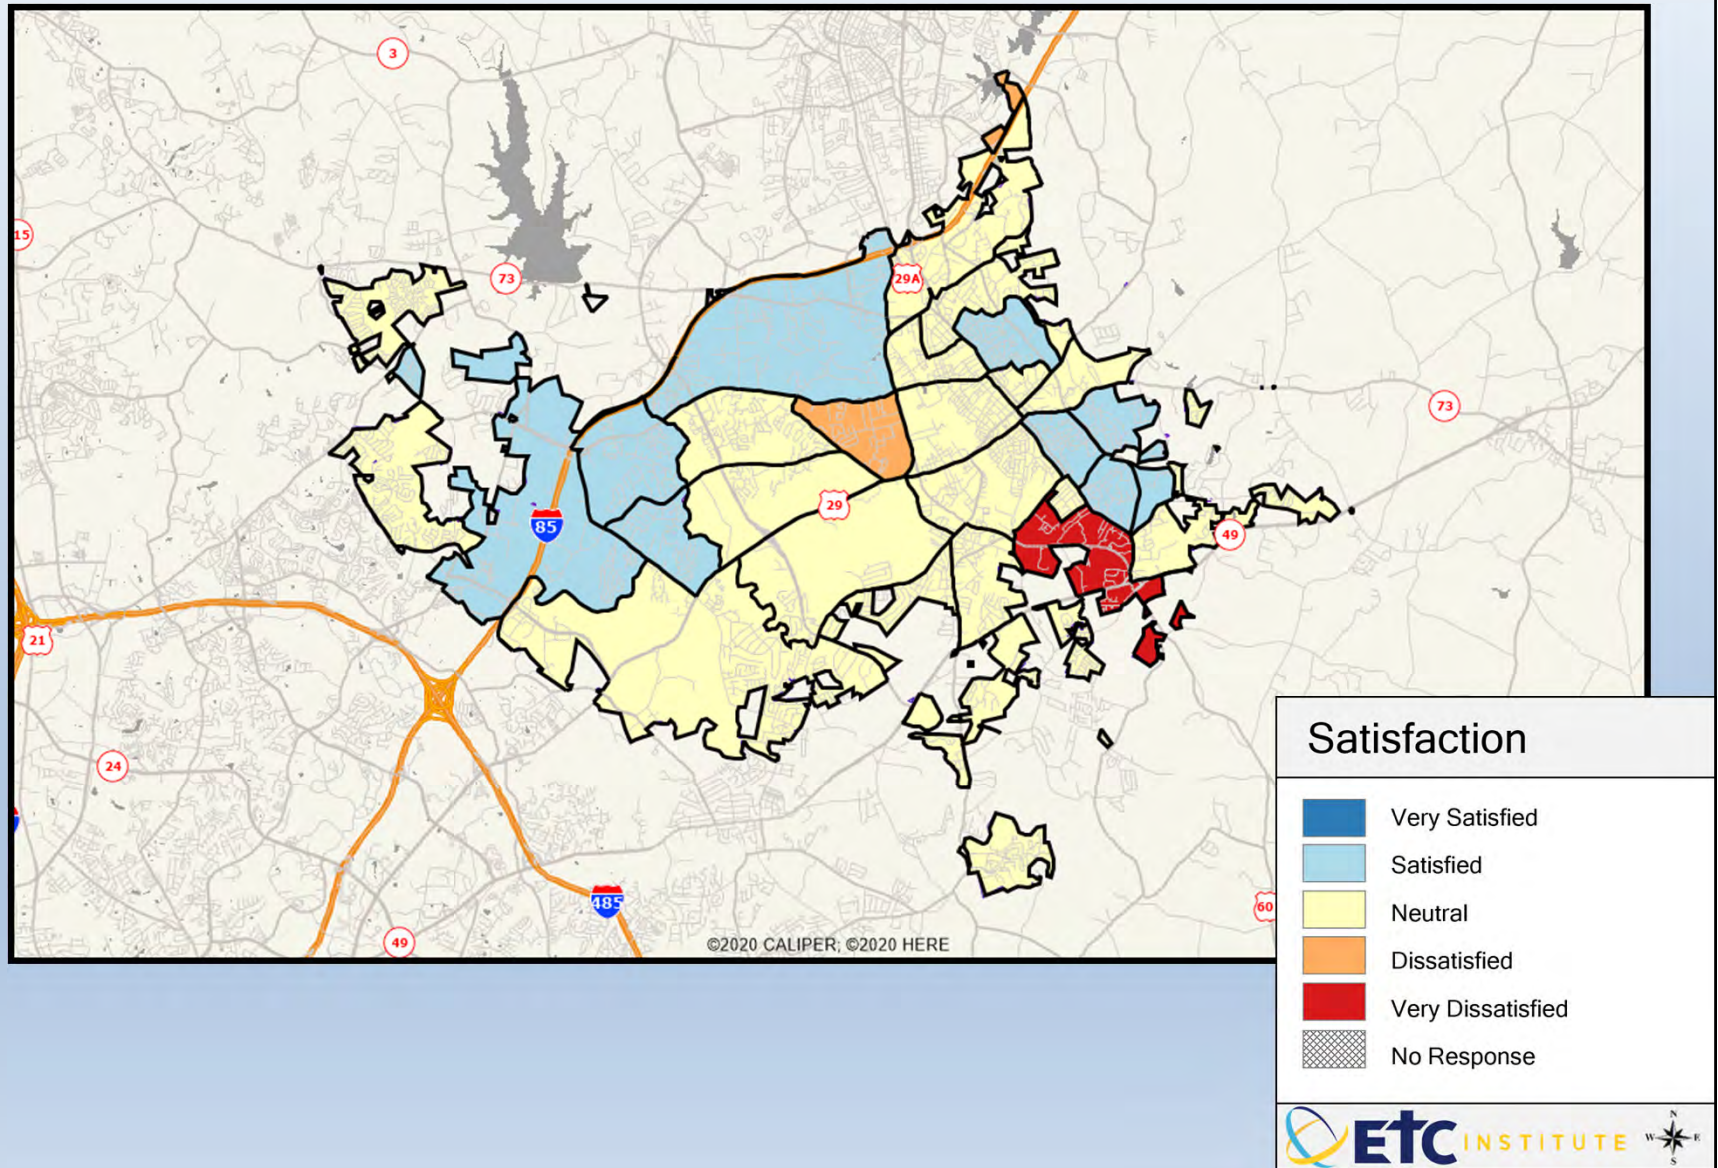 3
15
73
29A
73
29
85
49
21
24
485
60
49
©2020 CALIPER; ©2020 HERE
Satisfaction
Very Satisfied
Satisfied
Neutral
Dissatisfied
Very Dissatisfied
No Response
N
W E
S
ETC INSTITUTE